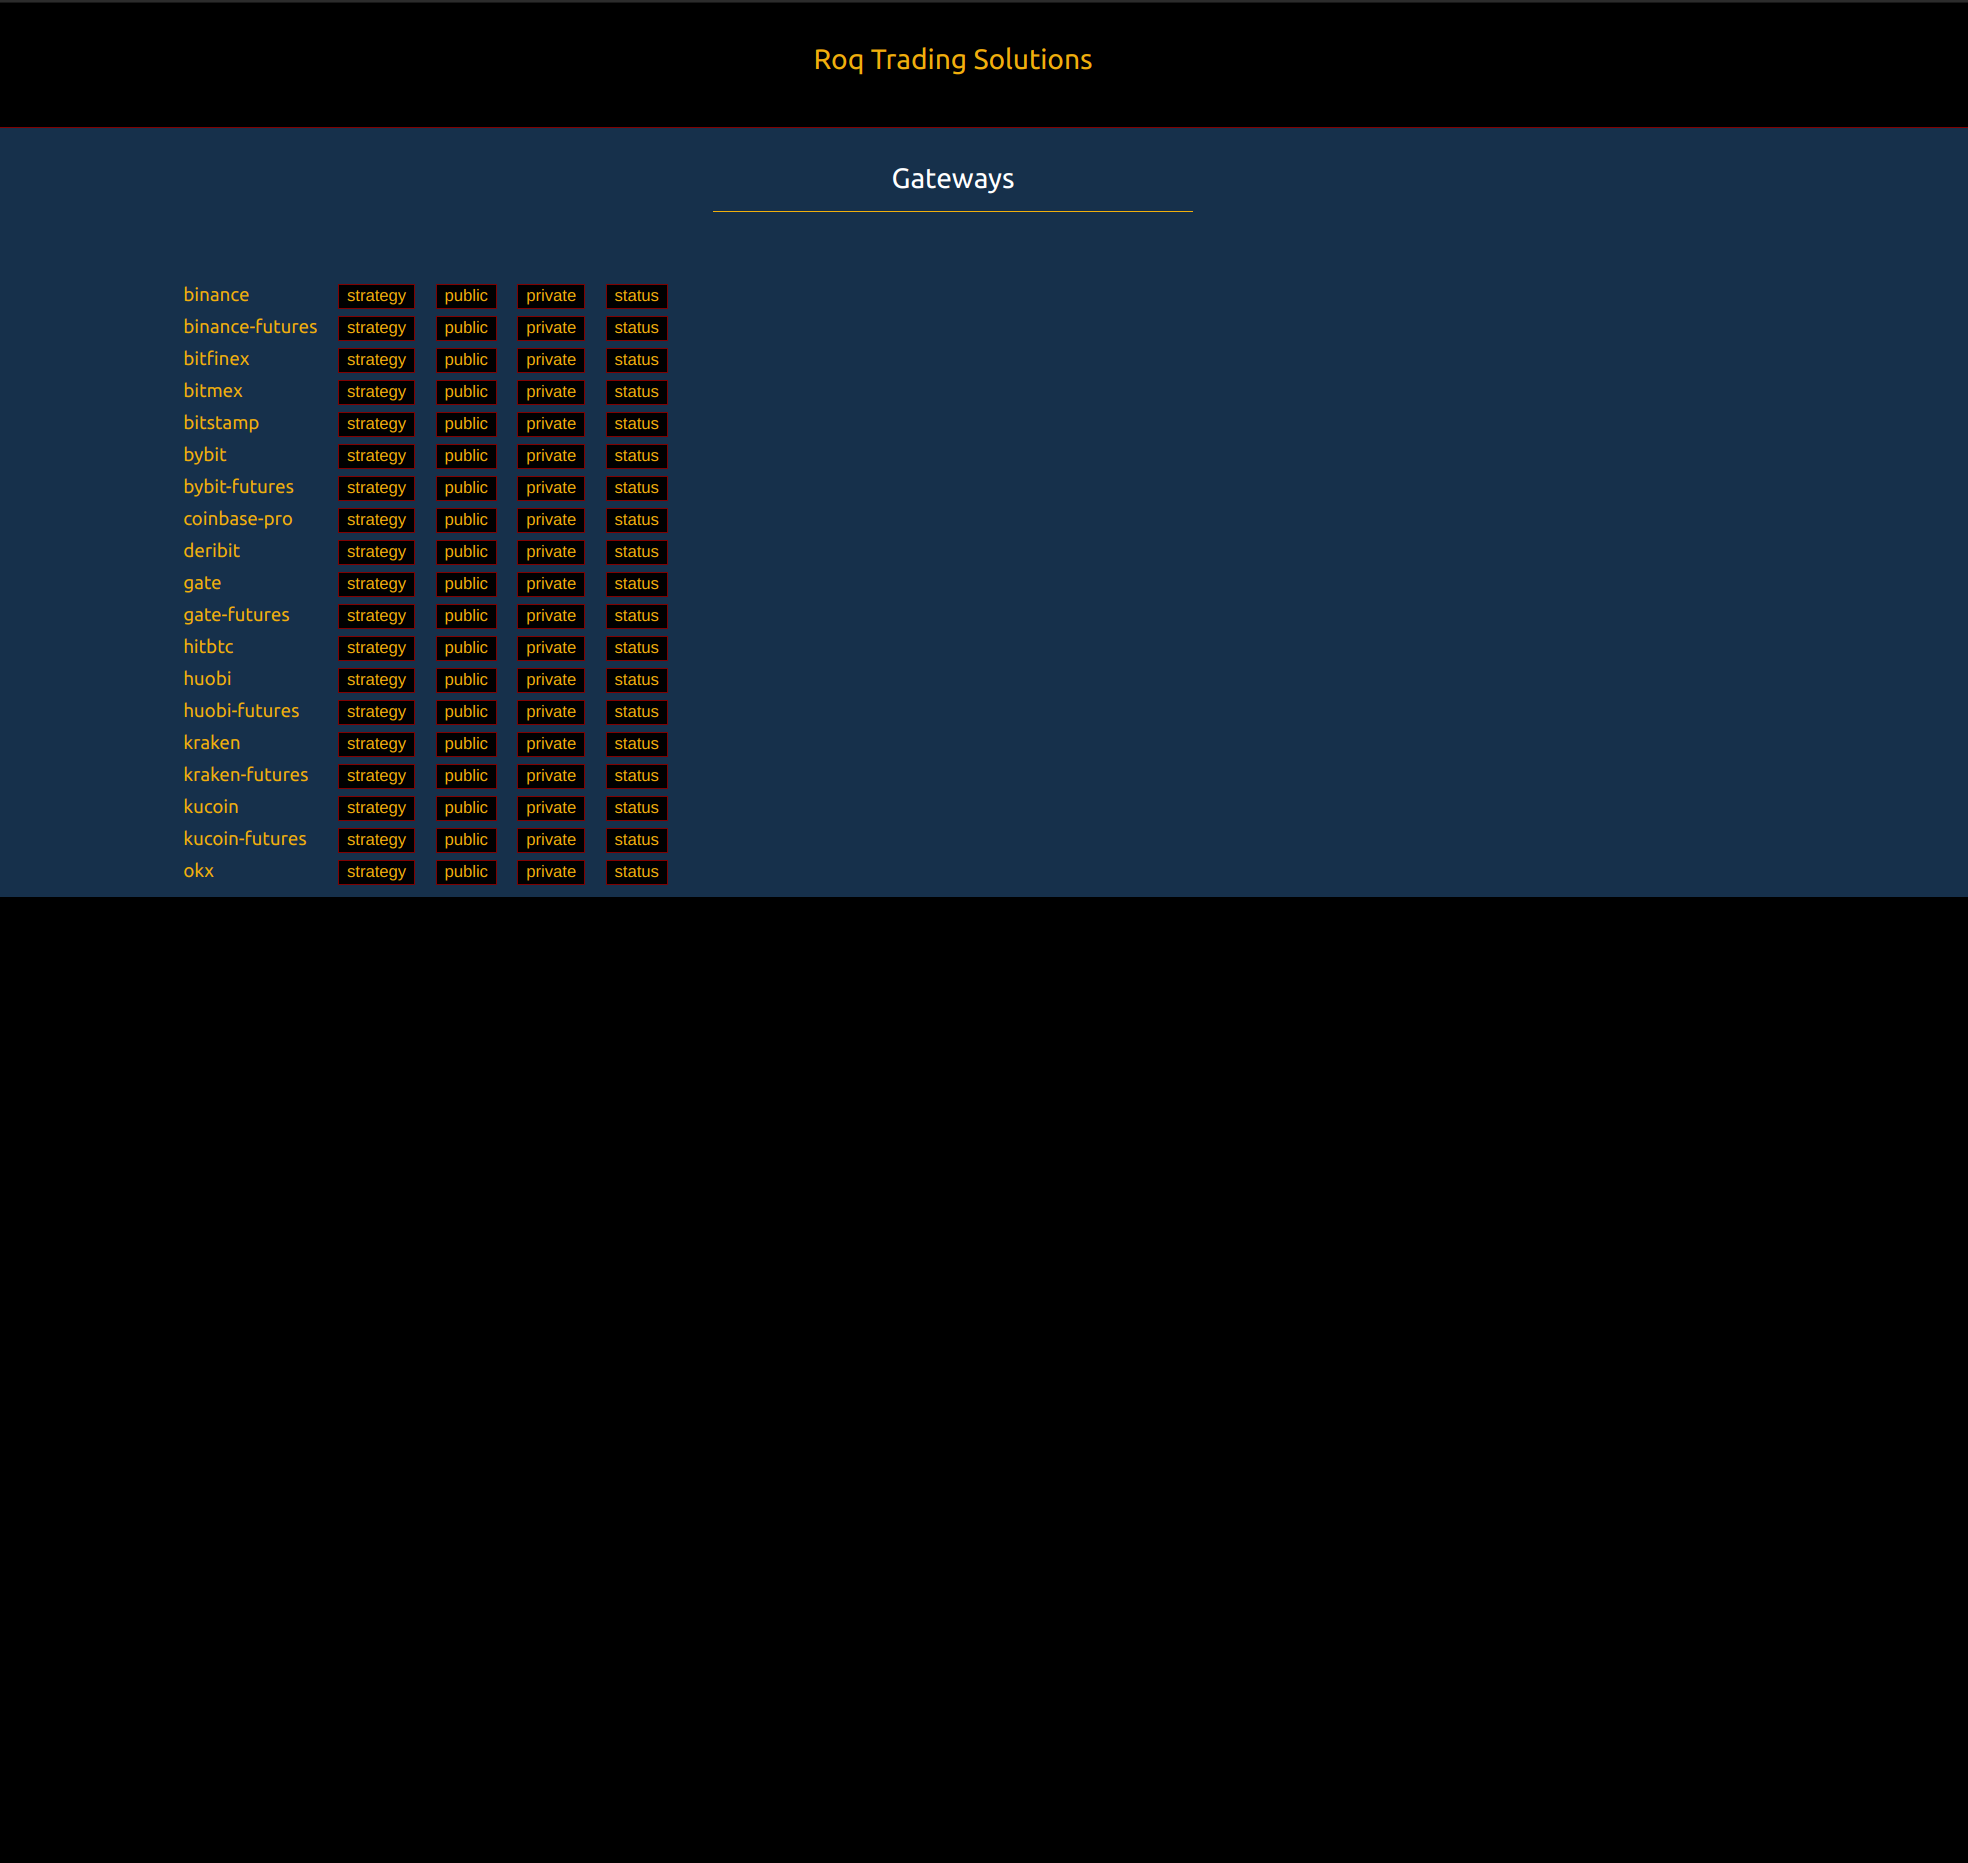 Roq Trading Solutions
Gateways
binance strategy public private status
binance-futures strategy public private status
bitfinex strategy public private status
bitmex strategy public private status
bitstamp strategy public private status
bybit strategy public private status
bybit-futures strategy public private status
coinbase-pro strategy public private status
deribit strategy public private status
gate strategy public private status
gate-futures strategy public private status
hitbtc strategy public private status
huobi strategy public private status
huobi-futures strategy public private status
kraken strategy public private status
kraken-futures strategy public private status
kucoin strategy public private status
kucoin-futures strategy public private status
okx strategy public private status